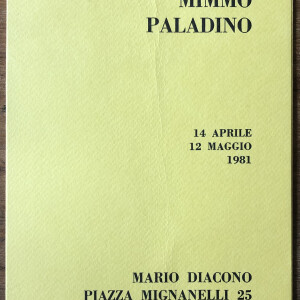 MIMMO
PALADINO
14 APRILE
12 MAGGIO
1981
MARIO DIACONO
PIAZZA MIGNANELLI 25